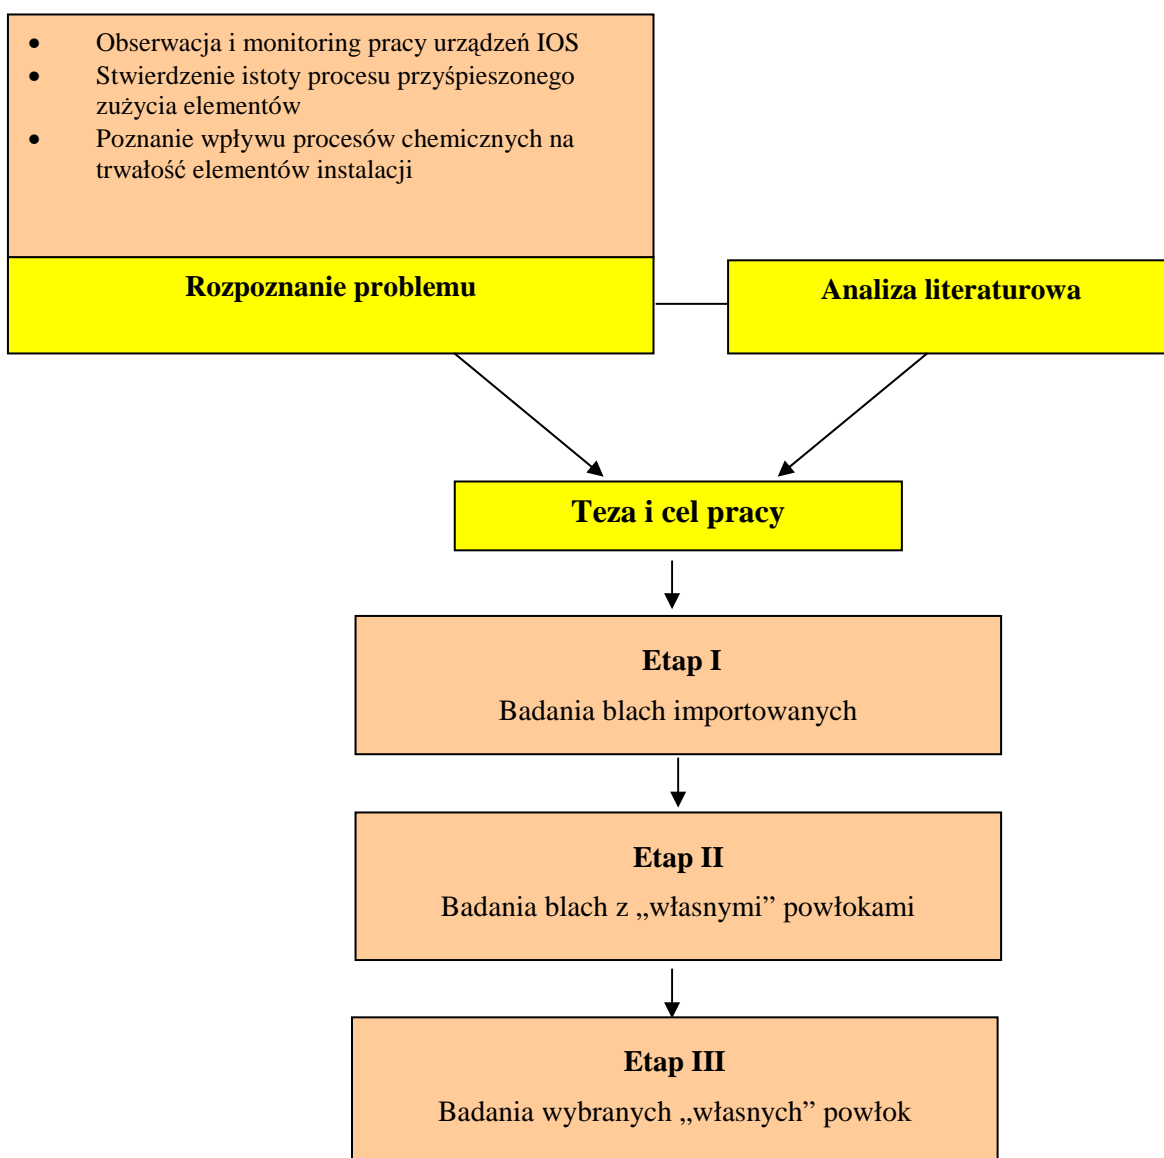 • Obserwacja i monitoring pracy urządzeń IOS
• Stwierdzenie istoty procesu przyśpieszonego
zużycia elementów
• Poznanie wpływu procesów chemicznych na
trwałość elementów instalacji
Rozpoznanie problemu
Analiza literaturowa
Teza i cel pracy
Etap I
Badania blach importowanych
Etap II
Badania blach z „własnymi” powłokami
Etap III
Badania wybranych „własnych” powłok